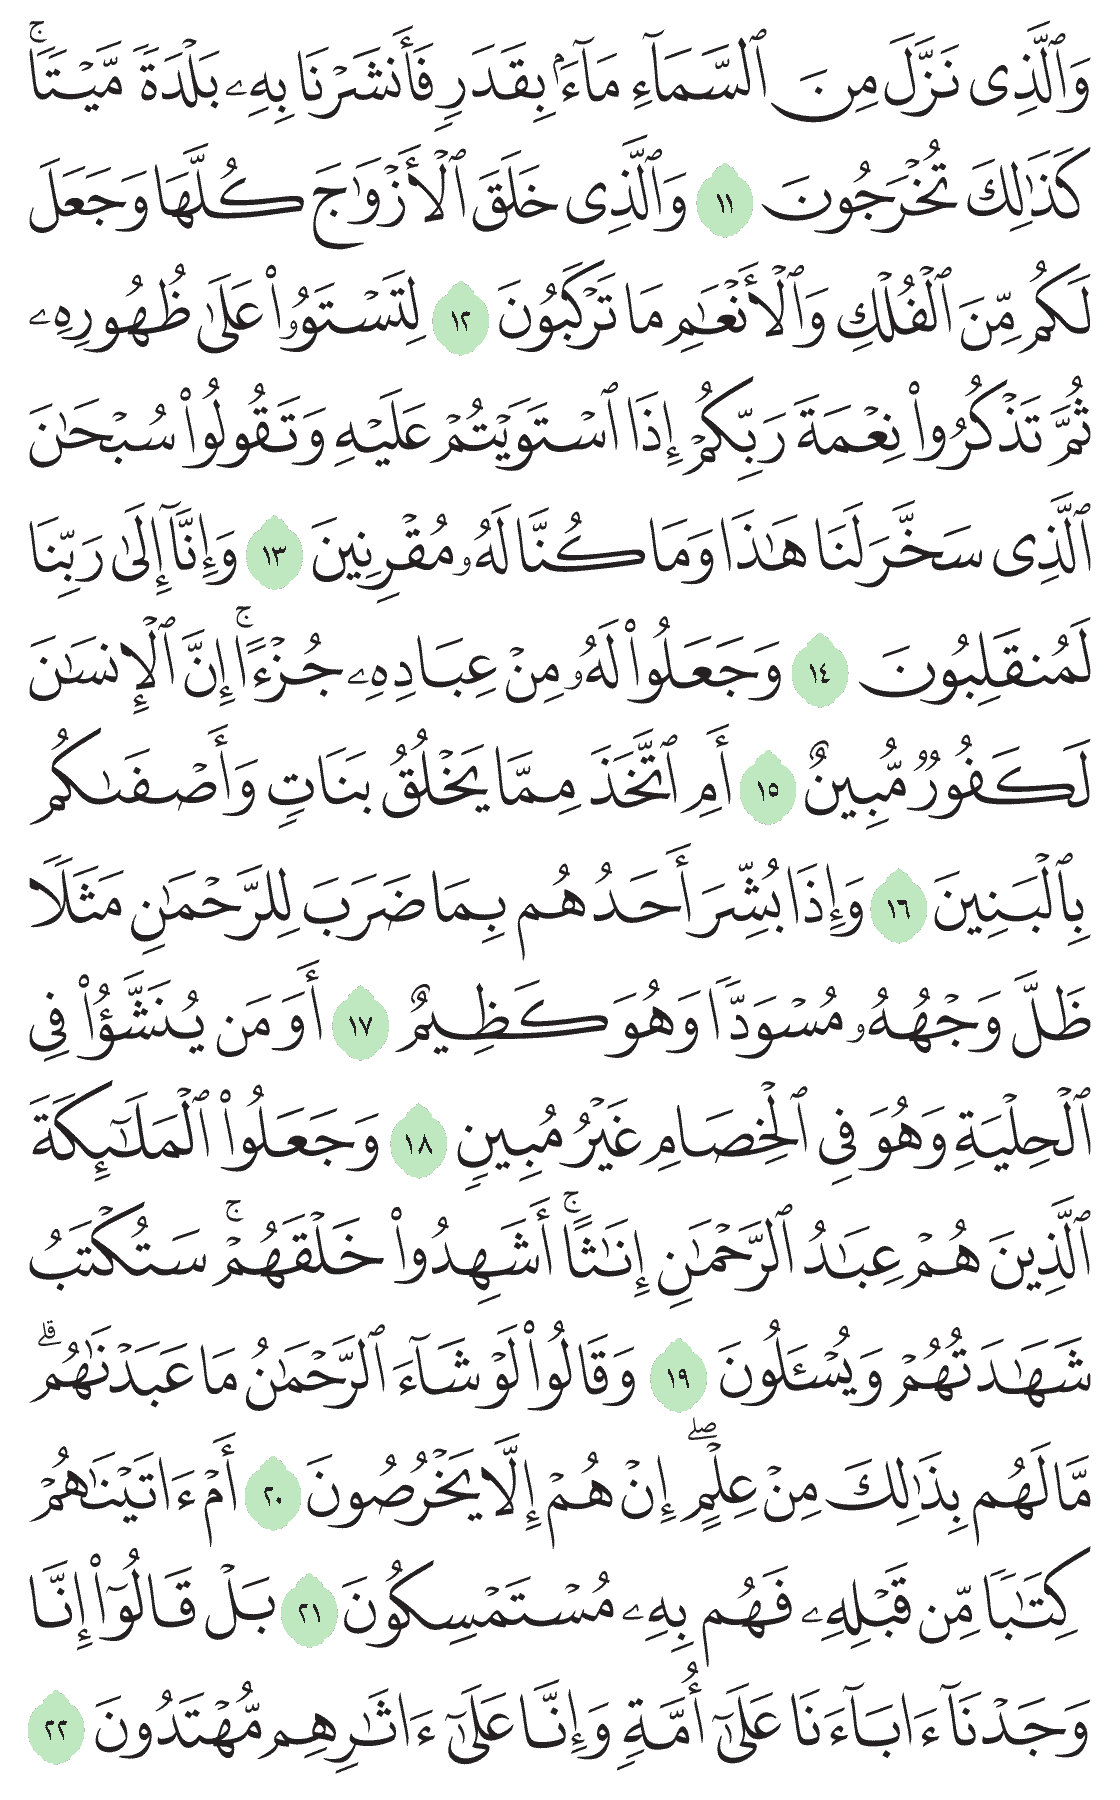 وَٱلَّذِى نَزَّلَ مِنَ ٱلسَّمَآءِ مَآءَۢ بِقَدَرٍ فَأَنشَرْنَا بِهِۦ بَلْدَةً مَّيْتًا ۚ
كَذَٰلِكَ تُخْرَجُونَ ١١ وَٱلَّذِى خَلَقَ ٱلْأَزْوَٰجَ كُلَّهَا وَجَعَلَ
لَكُم مِّنَ ٱلْفُلْكِ وَٱلْأَنْعَٰمِ مَا تَرْكَبُونَ ١٢ لِتَسْتَوُۥا۟ عَلَىٰ ظُهُورِهِۦ
ثُمَّ تَذْكُرُوا۟ نِعْمَةَ رَبِّكُمْ إِذَا ٱسْتَوَيْتُمْ عَلَيْهِ وَتَقُولُوا۟ سُبْحَٰنَ
ٱلَّذِى سَخَّرَ لَنَا هَٰذَا وَمَا كُنَّا لَهُۥ مُقْرِنِينَ ١٣ وَإِنَّآ إِلَىٰ رَبِّنَا
لَمُنقَلِبُونَ ١٤ وَجَعَلُوا۟ لَهُۥ مِنْ عِبَادِهِۦ جُزْءًا ۚ إِنَّ ٱلْإِنسَٰنَ
لَكَفُورٌ مُّبِينٌ ١٥ أَمِ ٱتَّخَذَ مِمَّا يَخْلُقُ بَنَاتٍ وَأَصْفَىٰكُم
بِٱلْبَنِينَ ١٦ وَإِذَا بُشِّرَ أَحَدُهُم بِمَا ضَرَبَ لِلرَّحْمَٰنِ مَثَلًا
ظَلَّ وَجْهُهُۥ مُسْوَدًّا وَهُوَ كَظِيمٌ ١٧ أَوَمَن يُنَشَّؤُا۟ فِى
ٱلْحِلْيَةِ وَهُوَ فِى ٱلْخِصَامِ غَيْرُ مُبِينٍ ١٨ وَجَعَلُوا۟ ٱلْمَلَٰٓئِكَةَ
ٱلَّذِينَ هُمْ عِبَٰدُ ٱلرَّحْمَٰنِ إِنَٰثًا ۚ أَشَهِدُوا۟ خَلْقَهُمْ ۚ سَتُكْتَبُ
شَهَٰدَتُهُمْ وَيُسْـَٔلُونَ ١٩ وَقَالُوا۟ لَوْ شَآءَ ٱلرَّحْمَٰنُ مَا عَبَدْنَٰهُم ۗ
مَّا لَهُم بِذَٰلِكَ مِنْ عِلْمٍ ۖ إِنْ هُمْ إِلَّا يَخْرُصُونَ ٢٠ أَمْ ءَاتَيْنَٰهُمْ
كِتَٰبًا مِّن قَبْلِهِۦ فَهُم بِهِۦ مُسْتَمْسِكُونَ ٢١ بَلْ قَالُوٓا۟ إِنَّا
وَجَدْنَآ ءَابَآءَنَا عَلَىٰٓ أُمَّةٍ وَإِنَّا عَلَىٰٓ ءَاثَٰرِهِم مُّهْتَدُونَ ٢٢